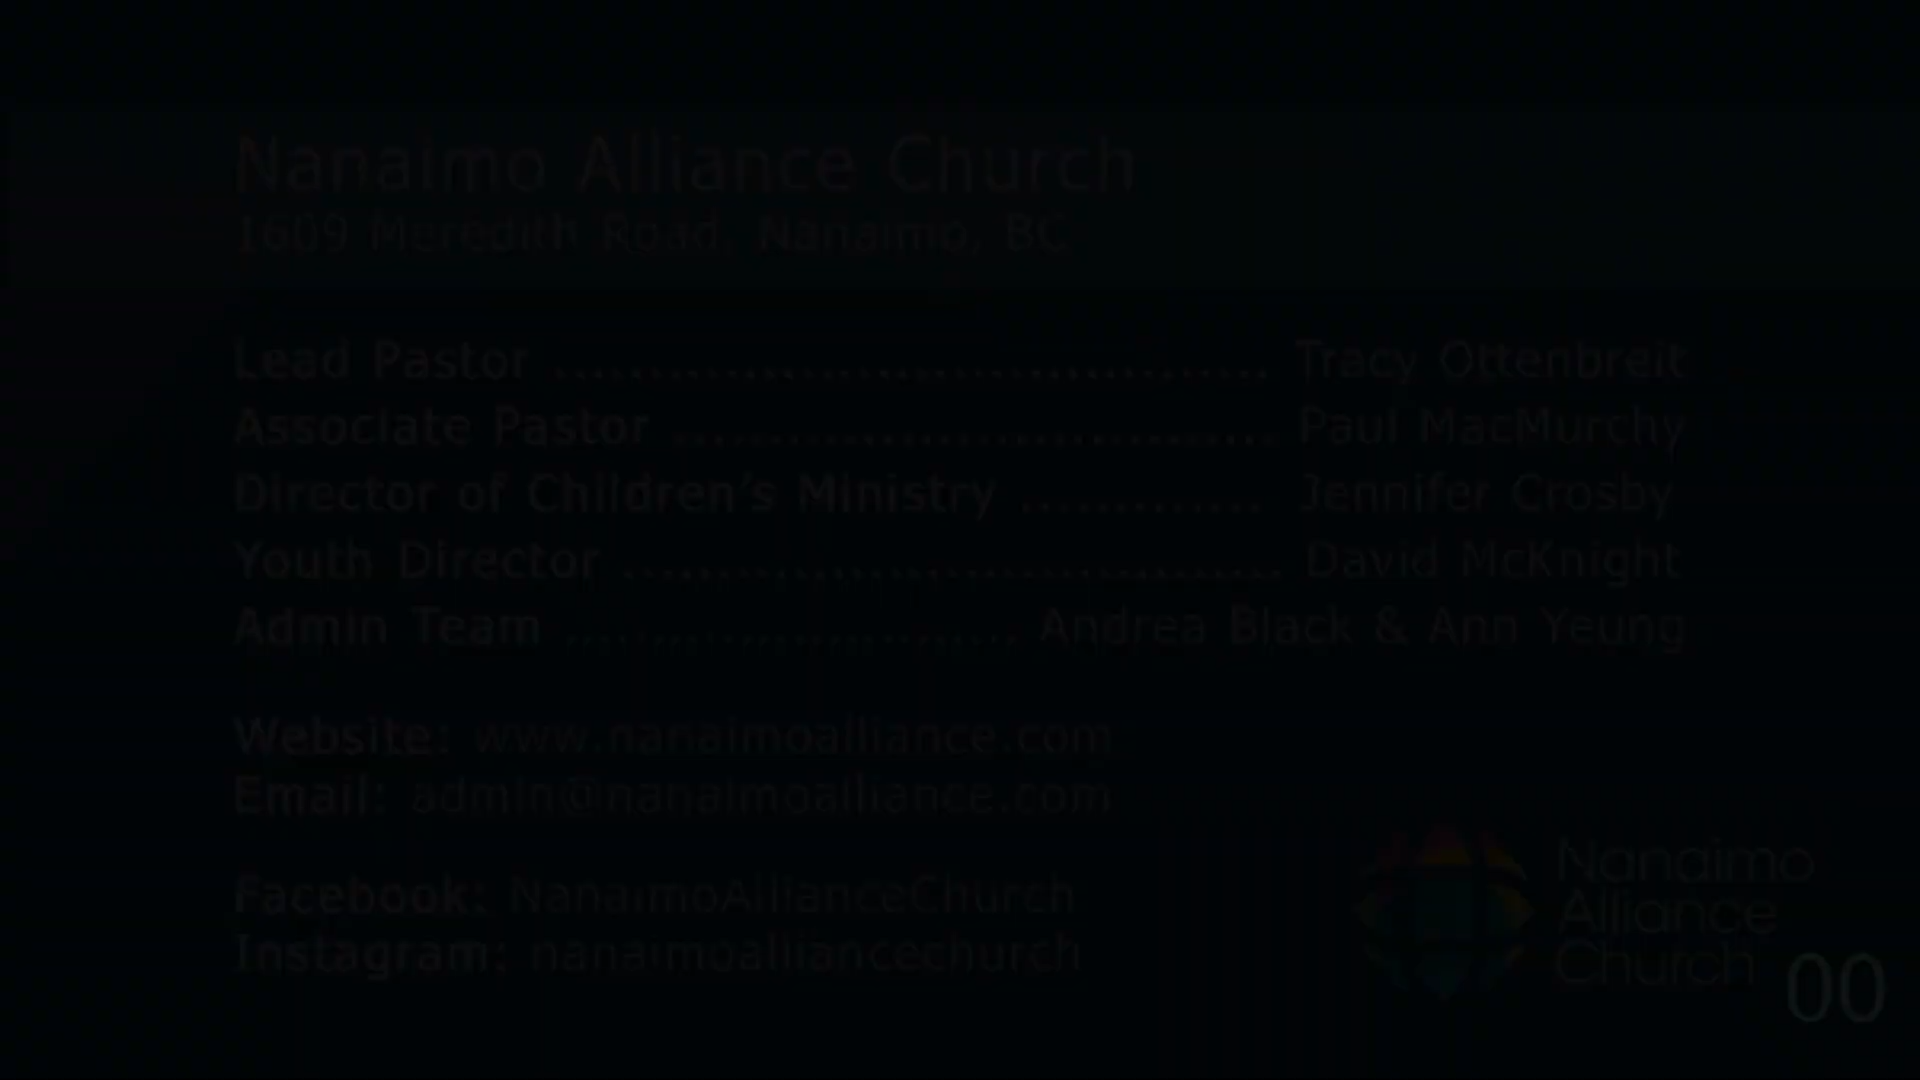 Nanaimo Alliance Church
1609 Meredith Road, Nanaimo, BC
Lead Pastor ........................................ Tracy Ottenbreit
Associate Pastor .................................. Paul MacMurchy
Director of Children's Ministry ............. Jennifer Crosby
Youth Director ..................................... David McKnight
Admin Team .......................... Andrea Black & Ann Yeung
Website: www.nanaimoalliance.com
Email: admin@nanaimoalliance.com
Facebook: NanaimoAllianceChurch
Instagram: nanaimoalliancechurch
Nanaimo
Alliance
Church
00